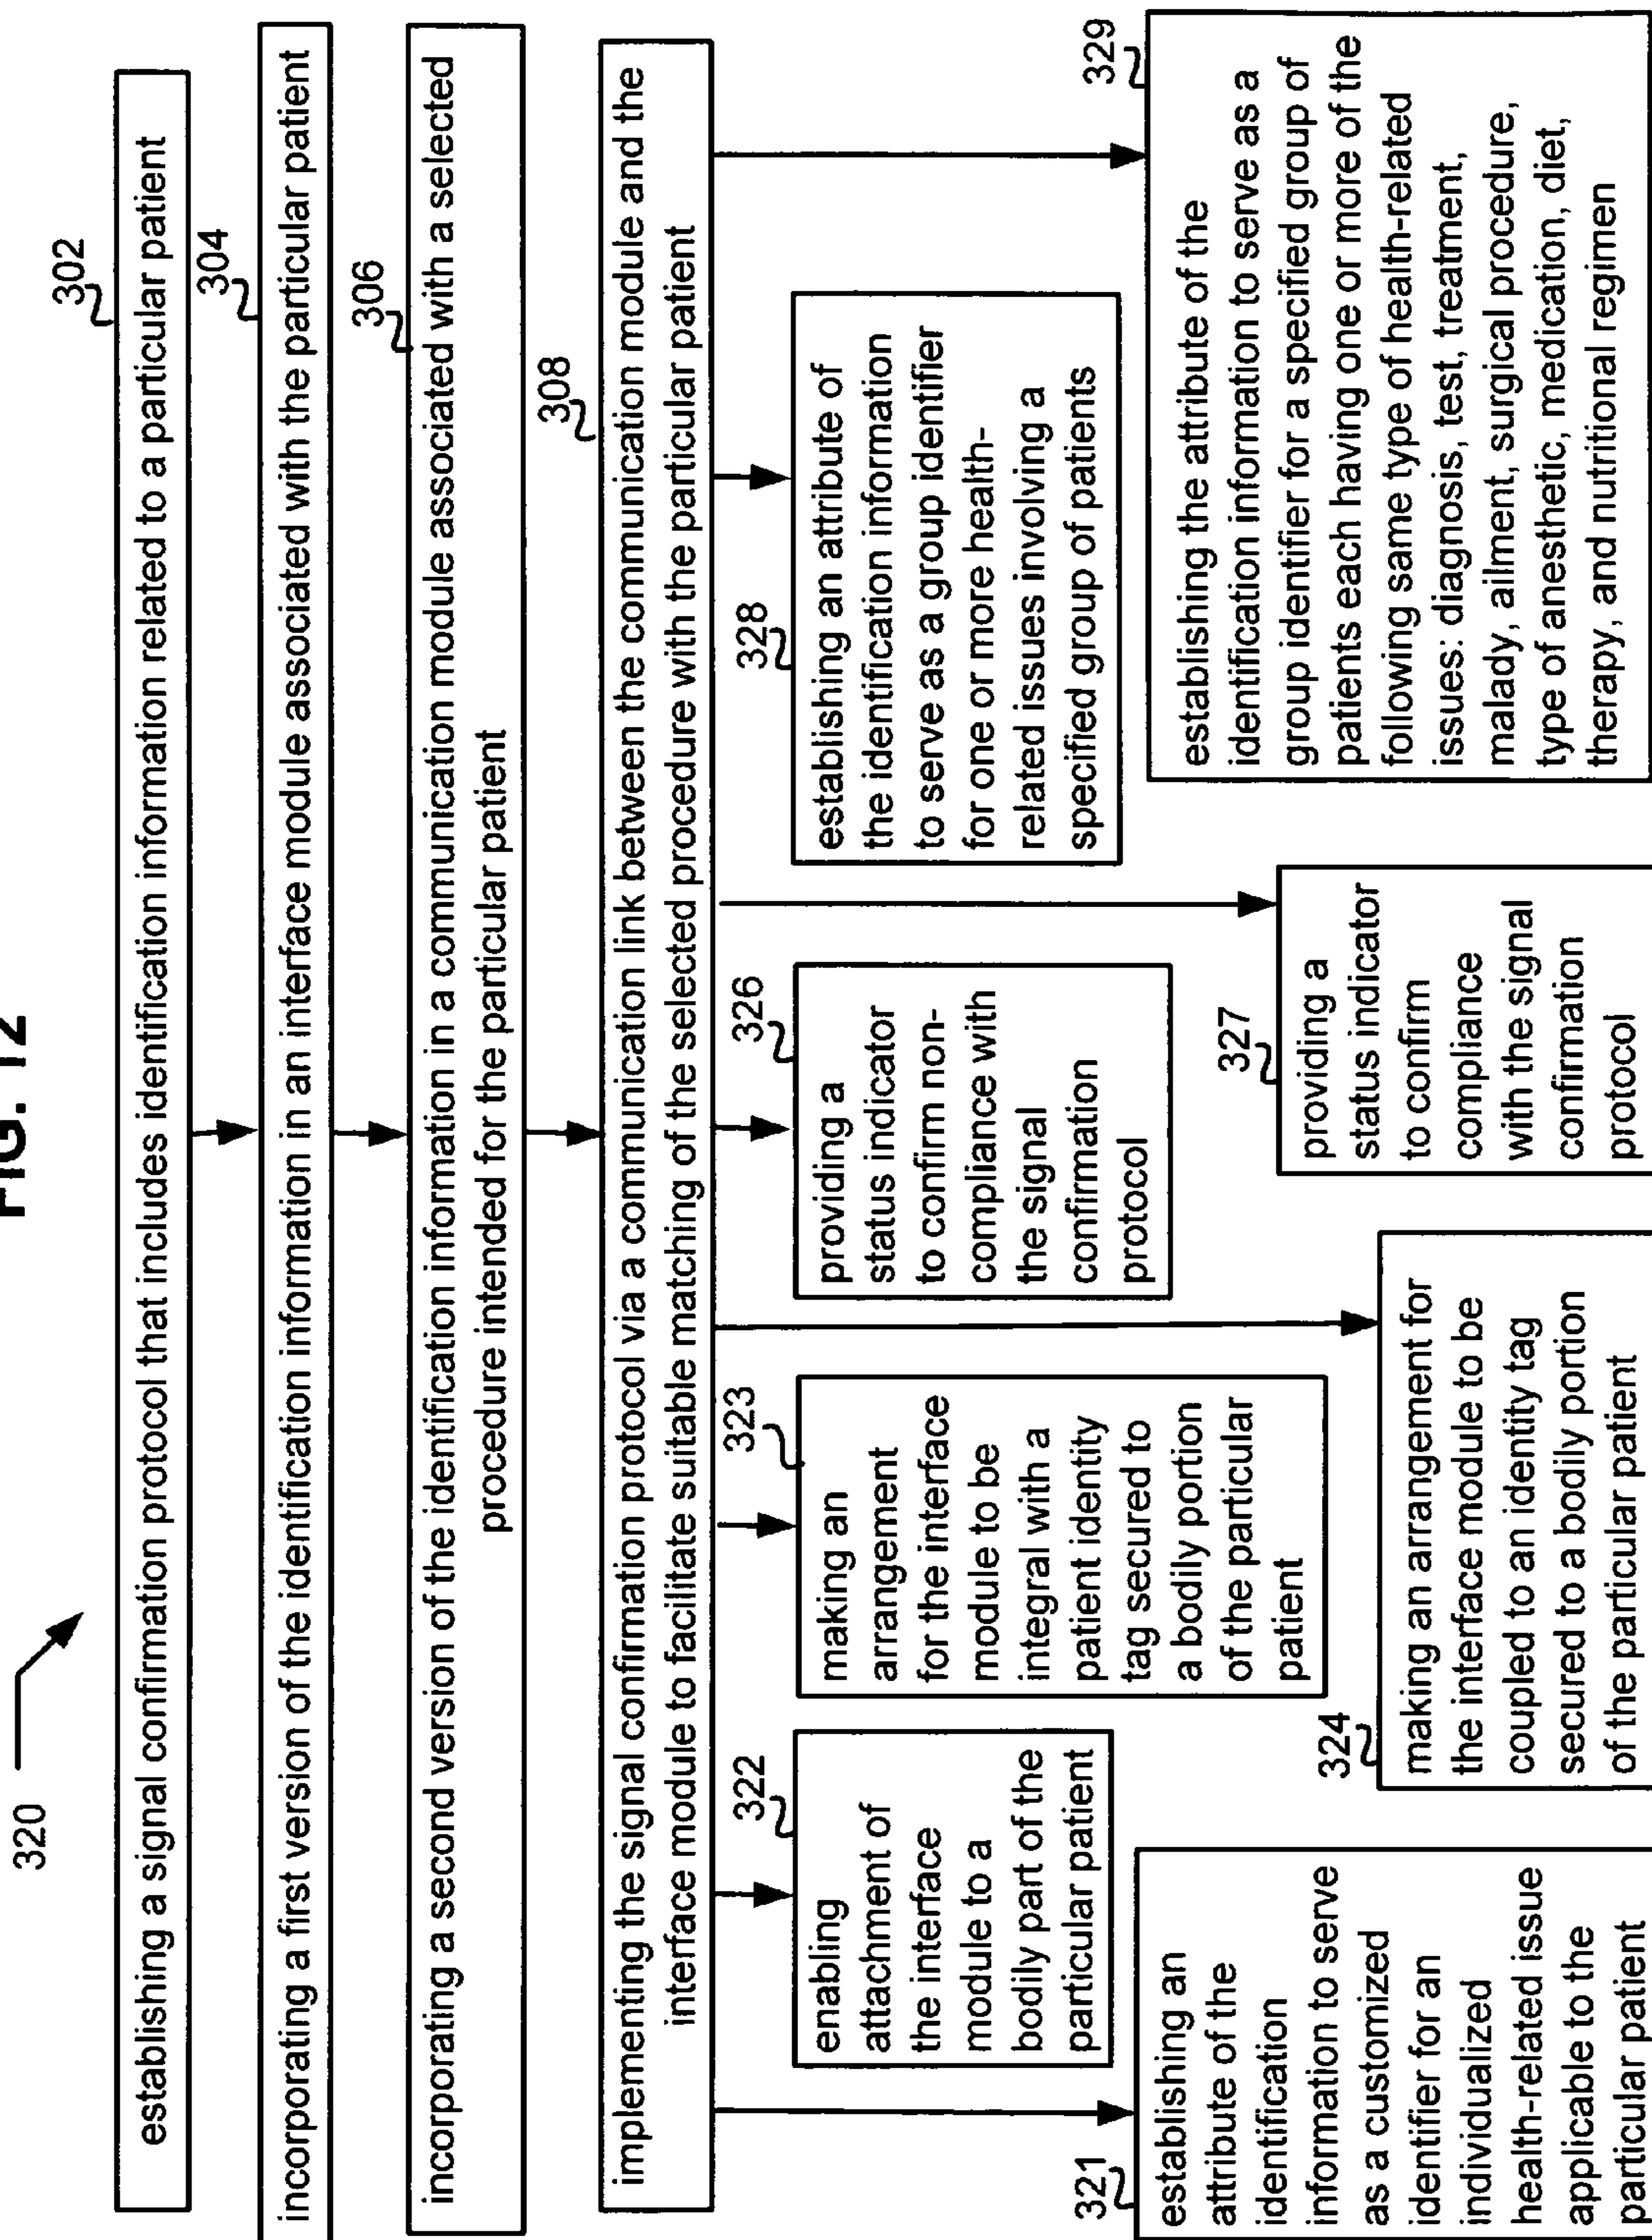 FIG. 12
320
302
establishing a signal confirmation protocol that includes identification information related to a particular patient
304
incorporating a first version of the identification information in an interface module associated with the particular patient
306
incorporating a second version of the identification information in a communication module associated with a selected
procedure intended for the particular patient
308
implementing the signal confirmation protocol via a communication link between the communication module and the
interface module to facilitate suitable matching of the selected procedure with the particular patient
321
establishing an
attribute of the
identification
information to serve
as a customized
identifier for an
individualized
health-related issue
applicable to the
particular patient
322
enabling
attachment of
the interface
module to a
bodily part of the
particular patient
323
making an
arrangement
for the interface
module to be
integral with a
patient identity
tag secured to
a bodily portion
of the particular
patient
324
making an arrangement for
the interface module to be
coupled to an identity tag
secured to a bodily portion
of the particular patient
326
providing a
status indicator
to confirm non-
compliance with
the signal
confirmation
protocol
327
providing a
status indicator
to confirm
compliance
with the signal
confirmation
protocol
328
establishing an attribute of
the identification information
to serve as a group identifier
for one or more health-
related issues involving a
specified group of patients
329
establishing the attribute of the
identification information to serve as a
group identifier for a specified group of
patients each having one or more of the
following same type of health-related
issues: diagnosis, test, treatment,
malady, ailment, surgical procedure,
type of anesthetic, medication, diet,
therapy, and nutritional regimen